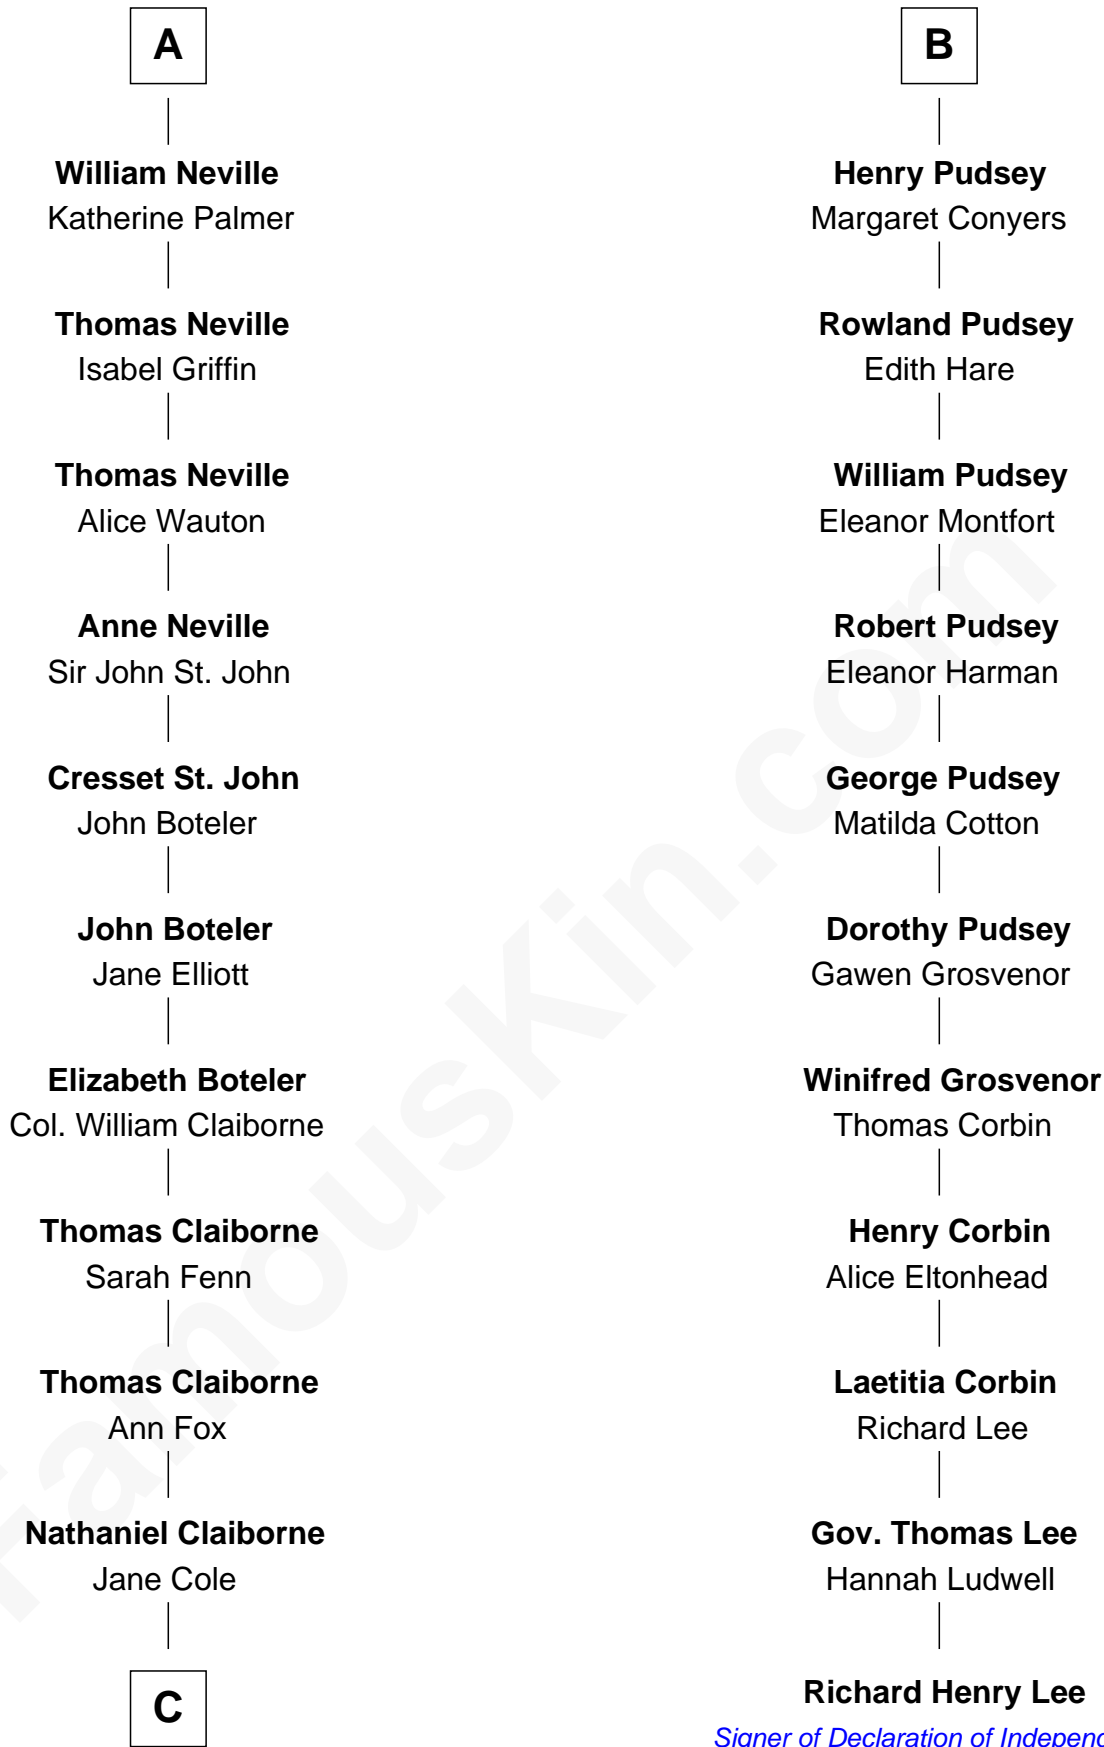 A
William Neville
Katherine Palmer
Thomas Neville
Isabel Griffin
Thomas Neville
Alice Wauton
Anne Neville
Sir John St. John
Cresset St. John
John Boteler
John Boteler
Jane Elliott
Elizabeth Boteler
Col. William Claiborne
Thomas Claiborne
Sarah Fenn
Thomas Claiborne
Ann Fox
Nathaniel Claiborne
Jane Cole
C
B
Henry Pudsey
Margaret Conyers
Rowland Pudsey
Edith Hare
William Pudsey
Eleanor Montfort
Robert Pudsey
Eleanor Harman
George Pudsey
Matilda Cotton
Dorothy Pudsey
Gawen Grosvenor
Winifred Grosvenor
Thomas Corbin
Henry Corbin
Alice Eltonhead
Laetitia Corbin
Richard Lee
Gov. Thomas Lee
Hannah Ludwell
Richard Henry Lee
Signer of Declaration of
FamousKin.com